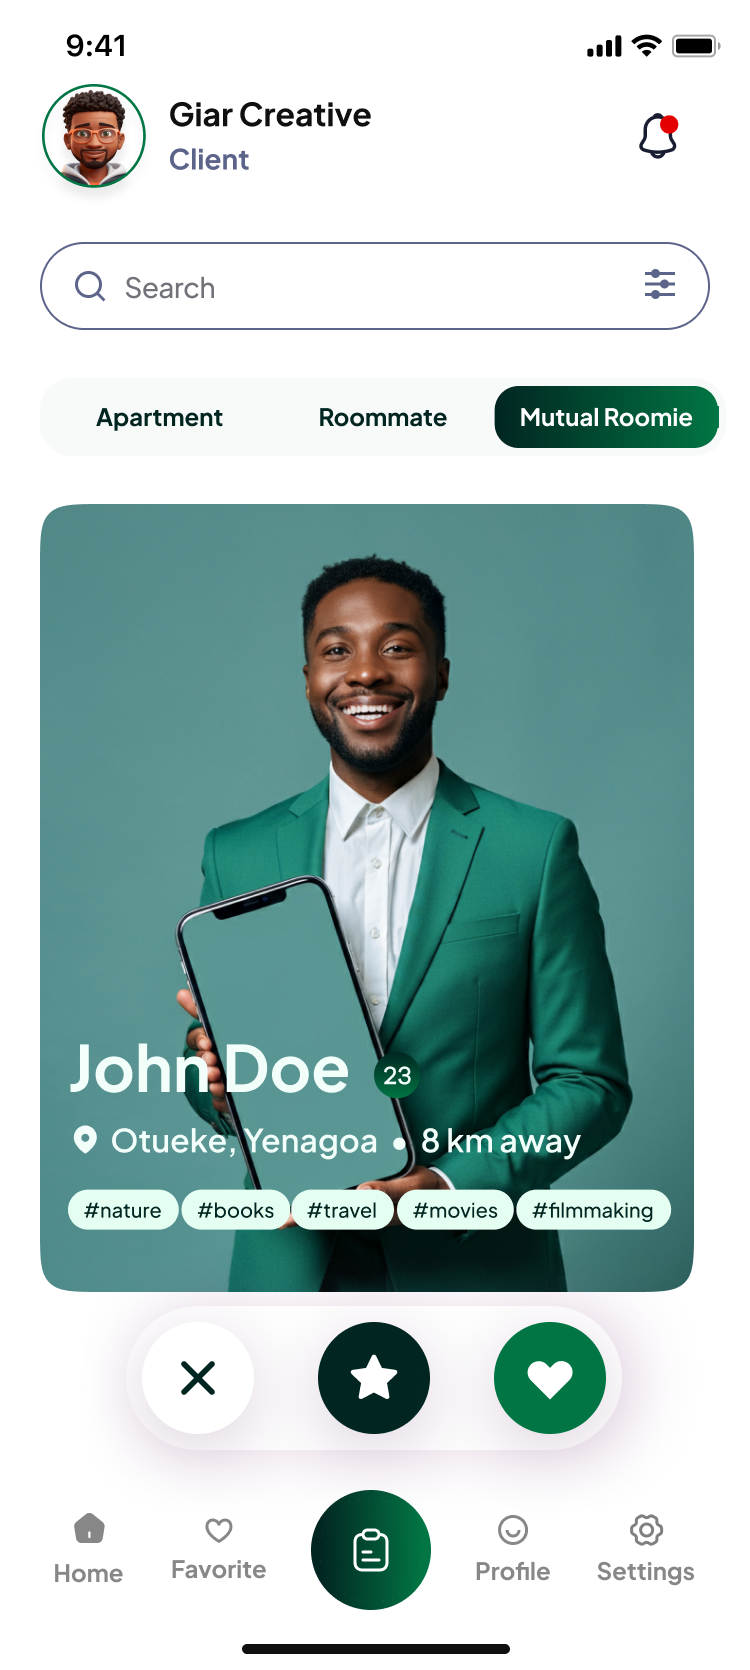 9:41
Giar Creative
Client
Search
Apartment Roommate Mutual Roomie
John Doe 23
Otueke, Yenagoa • 8 km away
#nature #books #travel #movies #filmmaking
Home Favorite Profile Settings